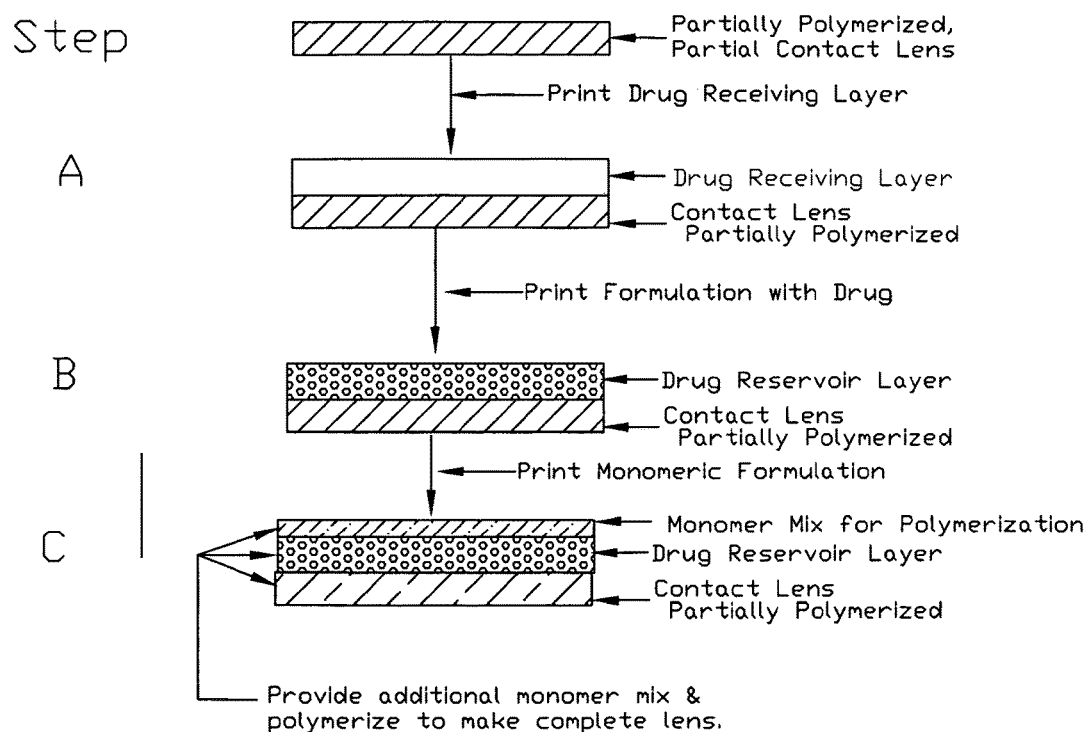 Step
Partially Polymerized,
Partial Contact Lens
Print Drug Receiving Layer
A
Drug Receiving Layer
Contact Lens
Partially Polymerized
Print Formulation with Drug
B
Drug Reservoir Layer
Contact Lens
Partially Polymerized
Print Monomeric Formulation
C
Monomer Mix for Polymerization
Drug Reservoir Layer
Contact Lens
Partially Polymerized
Provide additional monomer mix &
polymerize to make complete lens.